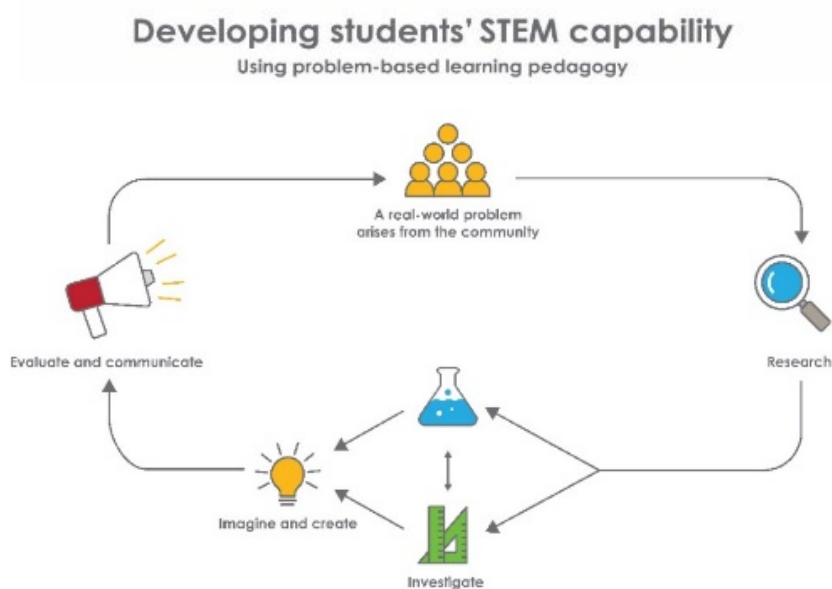 Developing students' STEM capability
Using problem-based learning pedagogy
A real-world problem
arises from the community
Evaluate and communicate
Research
Imagine and create
Investigate